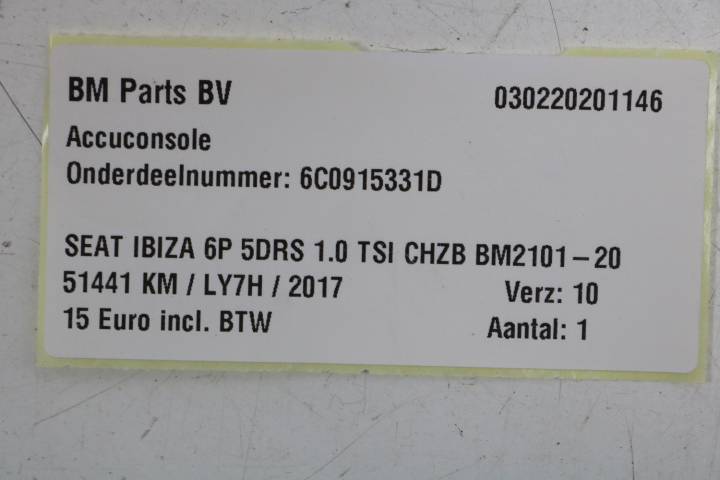 BM Parts BV 030220201146
Accuconsole
Onderdeelnummer: 6C0915331D
SEAT IBIZA 6P 5DRS 1.0 TSI CHZB BM2101-20
51441 KM / LY7H / 2017 Verz: 10
15 Euro incl. BTW Aantal: 1